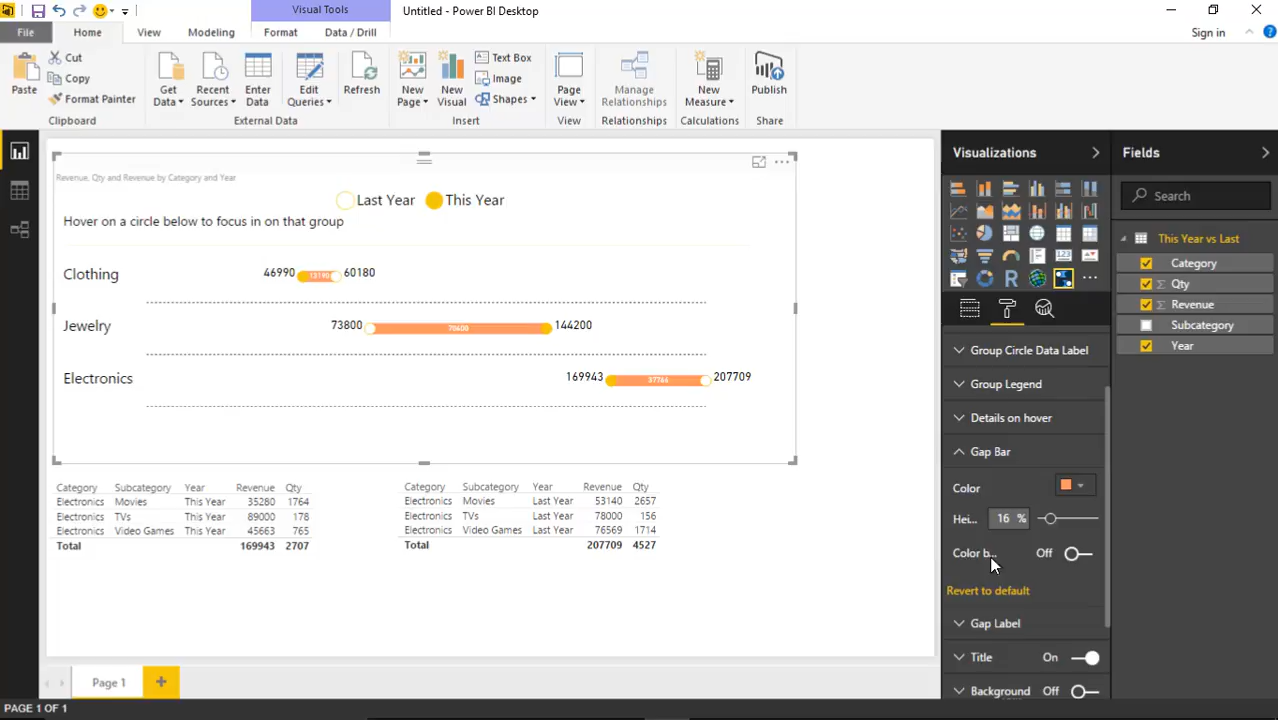 Visual Tools
Untitled - Power BI Desktop
File
Home
View
Modeling
Format
Data / Drill
Sign in
Paste
Cut
Copy
Format Painter
Clipboard
Get Data
Recent Sources
Enter Data
Edit Queries
Refresh
External Data
New Page
New Visual
Text Box
Image
Shapes
Insert
Page View
View
Manage Relationships
Relationships
New Measure
Calculations
Publish
Share
Revenue, Qty and Revenue by Category and Year
Last Year This Year
Hover on a circle below to focus in on that group
Clothing 46990 13190 60180
Jewelry 73800 70400 144200
Electronics 169943 37766 207709
Category Subcategory Year Revenue Qty
Electronics Movies This Year 35280 1764
Electronics TVs This Year 89000 178
Electronics Video Games This Year 45663 765
Total 169943 2707
Category Subcategory Year Revenue Qty
Electronics Movies Last Year 53140 2657
Electronics TVs Last Year 78000 156
Electronics Video Games Last Year 76569 1714
Total 207709 4527
Visualizations
R
Group Circle Data Label
Group Legend
Details on hover
Gap Bar
Color
Hei... 16 %
Color b... Off
Revert to default
Gap Label
Title On
Background Off
Fields
Search
This Year vs Last
Category
Σ Qty
Σ Revenue
Subcategory
Year
Page 1
PAGE 1 OF 1